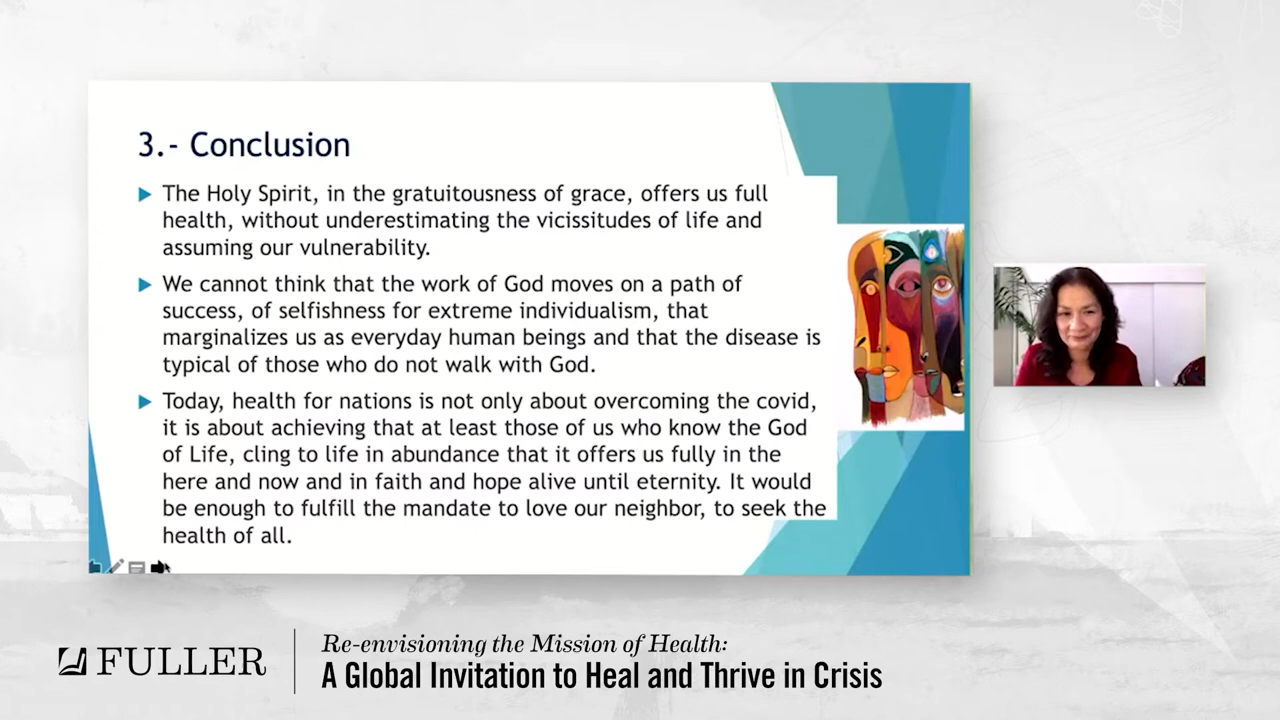 3.- Conclusion
The Holy Spirit, in the gratuitousness of grace, offers us full
health, without underestimating the vicissitudes of life and
assuming our vulnerability.
We cannot think that the work of God moves on a path of
success, of selfishness for extreme individualism, that
marginalizes us as everyday human beings and that the disease is
typical of those who do not walk with God.
Today, health for nations is not only about overcoming the covid,
it is about achieving that at least those of us who know the God
of Life, cling to life in abundance that it offers us fully in the
here and now and in faith and hope alive until eternity. It would
be enough to fulfill the mandate to love our neighbor, to seek the
health of all.
FULLER
Re-envisioning the Mission of Health:
A Global Invitation to Heal and Thrive in Crisis